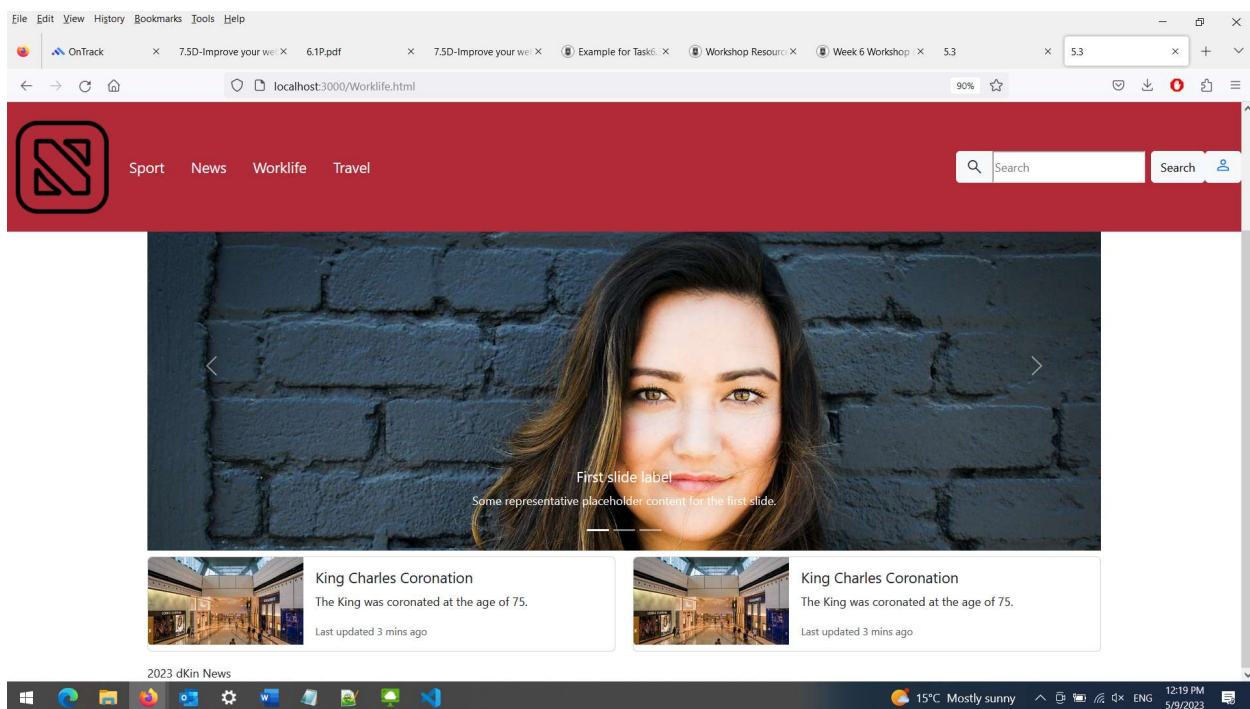 File Edit View History Bookmarks Tools Help
OnTrack 7.5D-Improve your we 6.1P.pdf 7.5D-Improve your we Example for Task6. Workshop Resourc Week 6 Workshop 5.3 5.3
localhost:3000/Worklife.html 90%
Sport News Worklife Travel Search Search
First slide label
Some representative placeholder content for the first slide.
King Charles Coronation King Charles Coronation
The King was coronated at the age of 75. The King was coronated at the age of 75.
Last updated 3 mins ago Last updated 3 mins ago
2023 dKin News
15°C Mostly sunny ENG 12:19 PM
5/9/2023